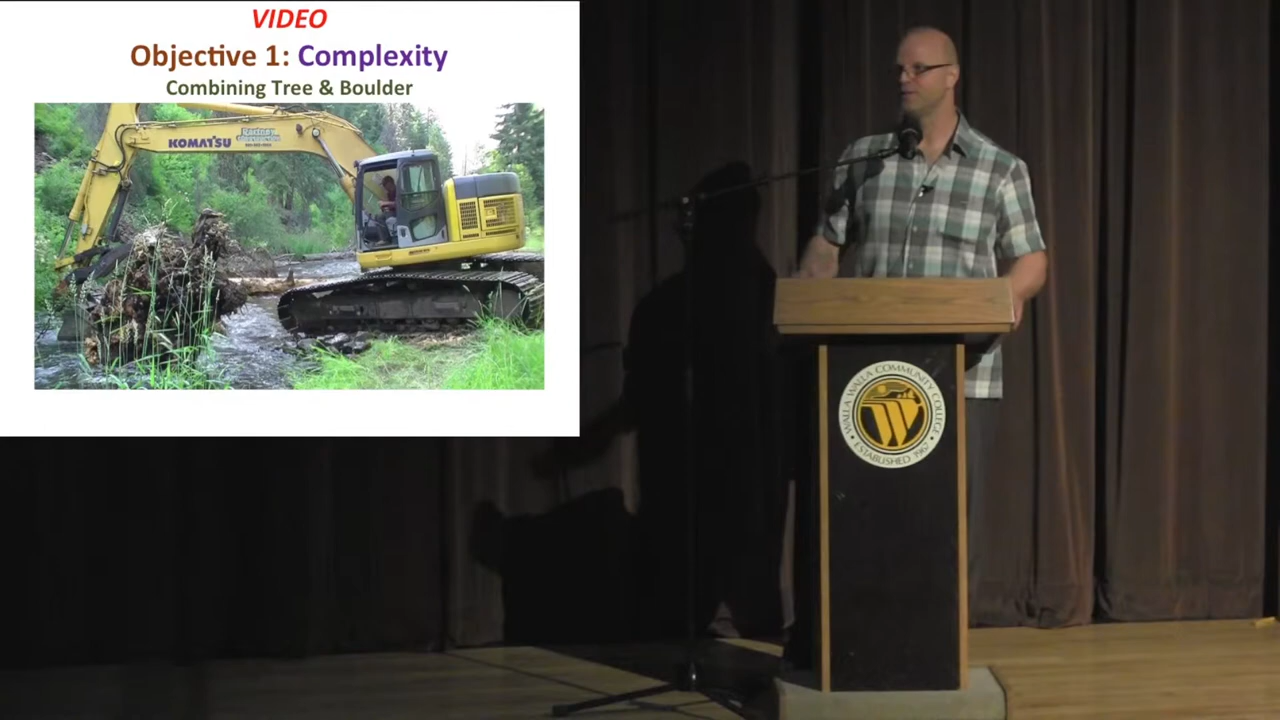 VIDEO
Objective 1: Complexity
Combining Tree & Boulder
KOMATSU
WALLA WALLA COMMUNITY COLLEGE
• ESTABLISHED 1967 •